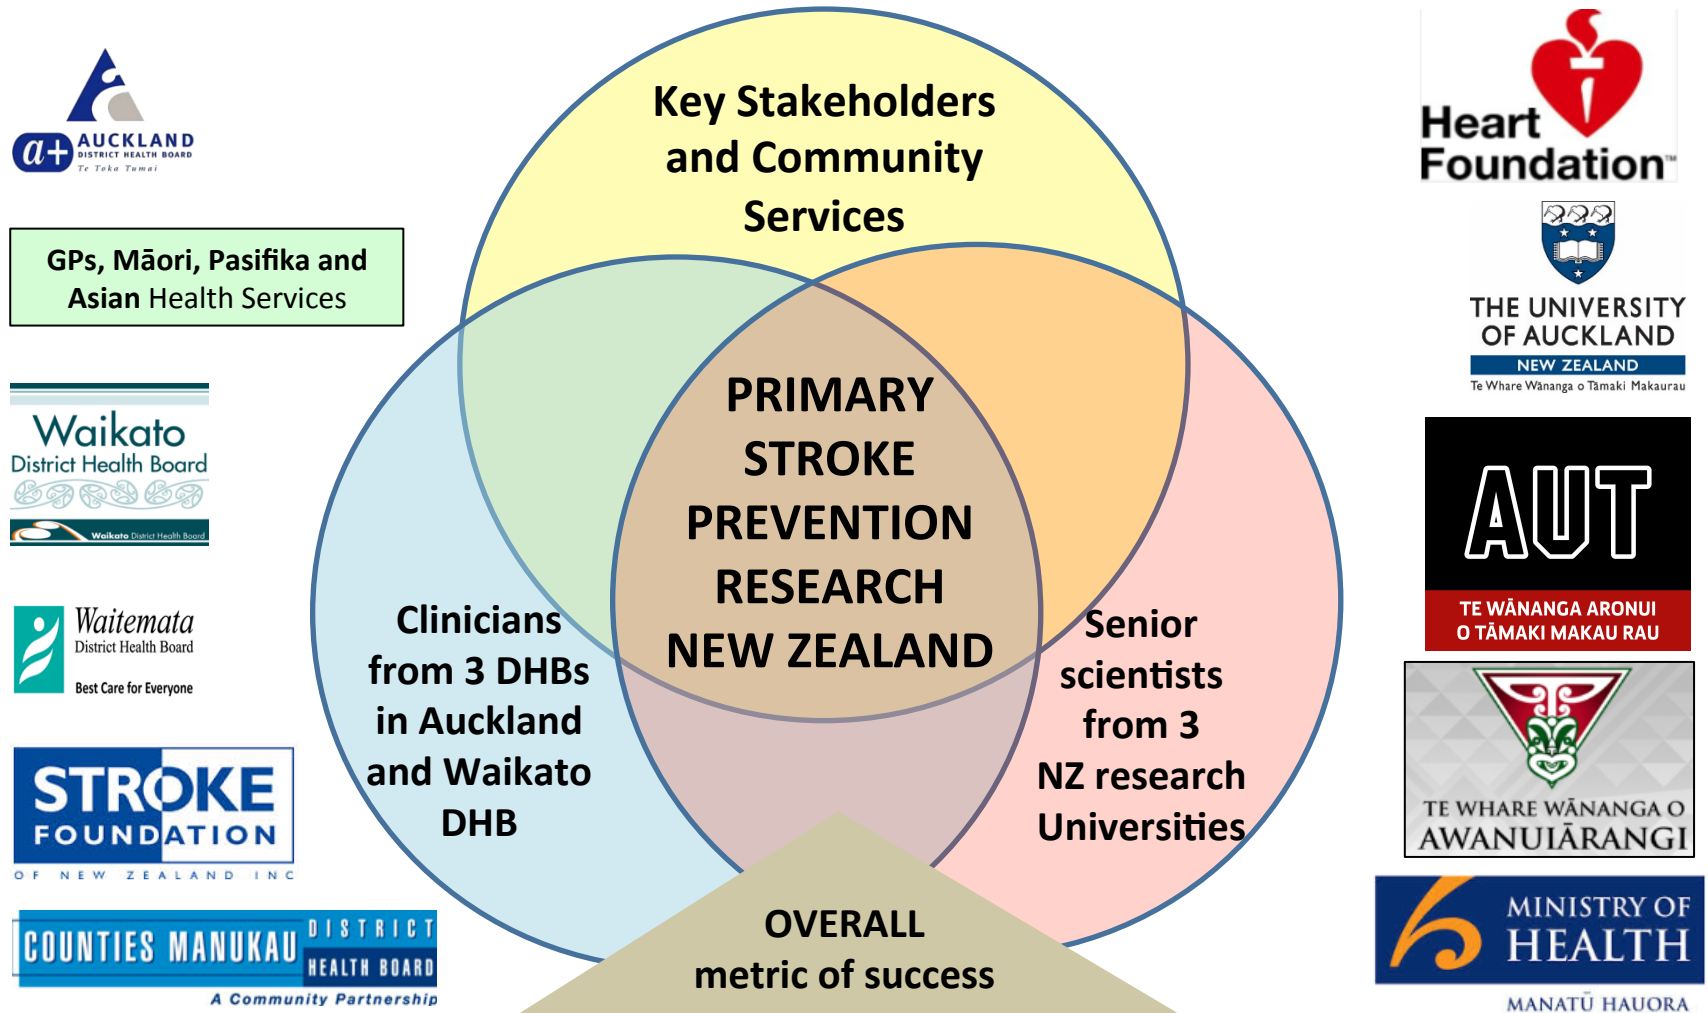 a+ AUCKLAND
DISTRICT HEALTH BOARD
Te Toka Tumai
GPs, Māori, Pasifika and
Asian Health Services
Waikato
District Health Board
Waikato District Health Board
Waitemata
District Health Board
Best Care for Everyone
STROKE
FOUNDATION
OF NEW ZEALAND INC
COUNTIES MANUKAU DISTRICT
HEALTH BOARD
A Community Partnership
Key Stakeholders
and Community
Services
PRIMARY
STROKE
PREVENTION
RESEARCH
NEW ZEALAND
Clinicians
from 3 DHBs
in Auckland
and Waikato
DHB
Senior
scientists
from 3
NZ research
Universities
OVERALL
metric of success
Heart
Foundation™
THE UNIVERSITY
OF AUCKLAND
NEW ZEALAND
Te Whare Wānanga o Tāmaki Makaurau
AUT
TE WĀNANGA ARONUI
O TĀMAKI MAKAU RAU
TE WHARE WĀNANGA O
AWANUIĀRANGI
MINISTRY OF
HEALTH
MANATŪ HAUORA